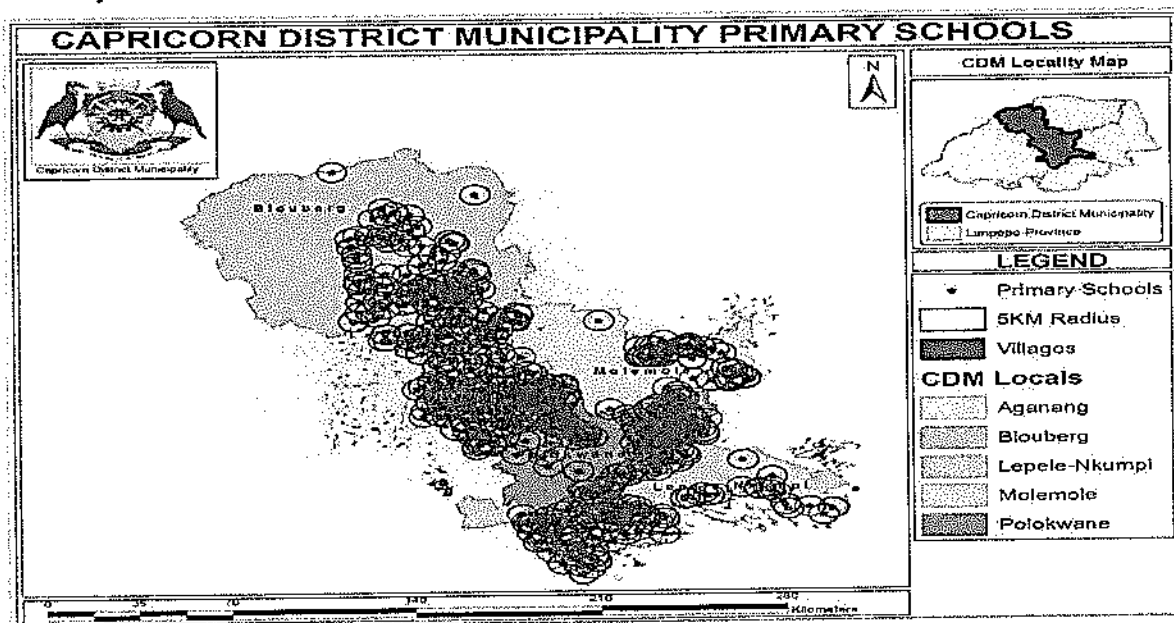 CAPRICORN DISTRICT MUNICIPALITY PRIMARY SCHOOLS
Capricorn District Municipality
N
CDM Locality Map
Capricorn District Municipality
Limpopo Province
LEGEND
Primary Schools
5KM Radius
Villages
CDM Locals
Aganang
Blouberg
Lepele-Nkumpi
Molemole
Polokwane
Blouberg
0 35 70 140 210 280
Kilometers